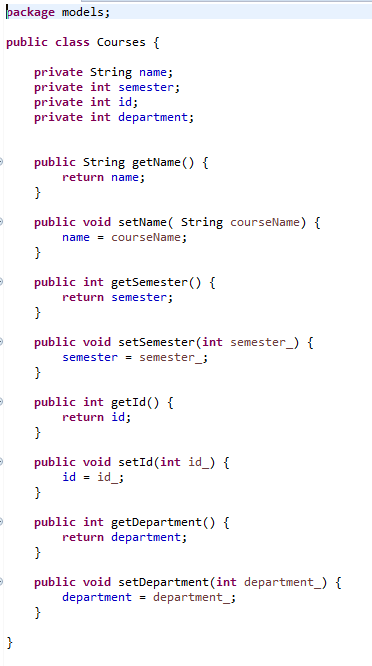 package models;
public class Courses {
private String name;
private int semester;
private int id;
private int department;
public String getName() {
return name;
}
public void setName( String courseName) {
name = courseName;
}
public int getSemester() {
return semester;
}
public void setSemester(int semester_) {
semester = semester_;
}
public int getId() {
return id;
}
public void setId(int id_) {
id = id_;
}
public int getDepartment() {
return department;
}
public void setDepartment(int department_) {
department = department_;
}
}